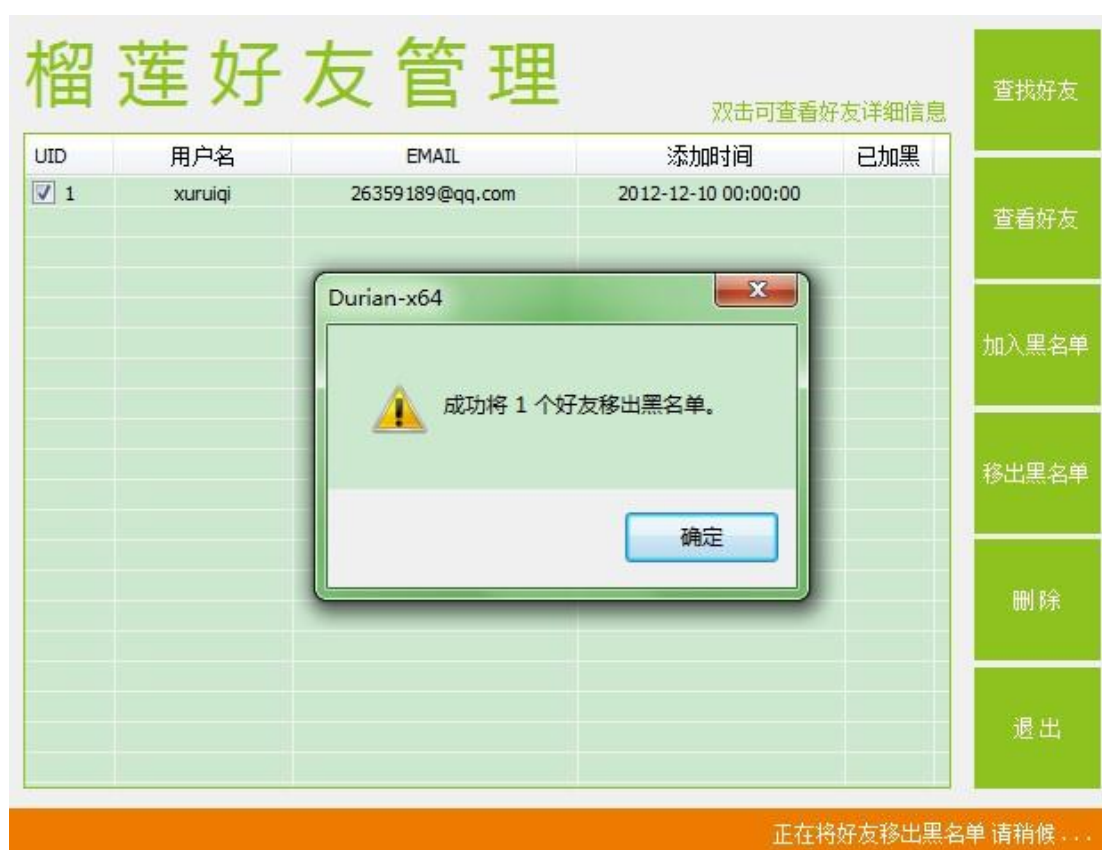 榴莲好友管理
双击可查看好友详细信息
UID 用户名 EMAIL 添加时间 已加黑
1 xuruiqi 26359189@qq.com 2012-12-10 00:00:00
Durian-x64
成功将 1 个好友移出黑名单。
确定
查找好友
查看好友
加入黑名单
移出黑名单
删除
退出
正在将好友移出黑名单 请稍候 . . .